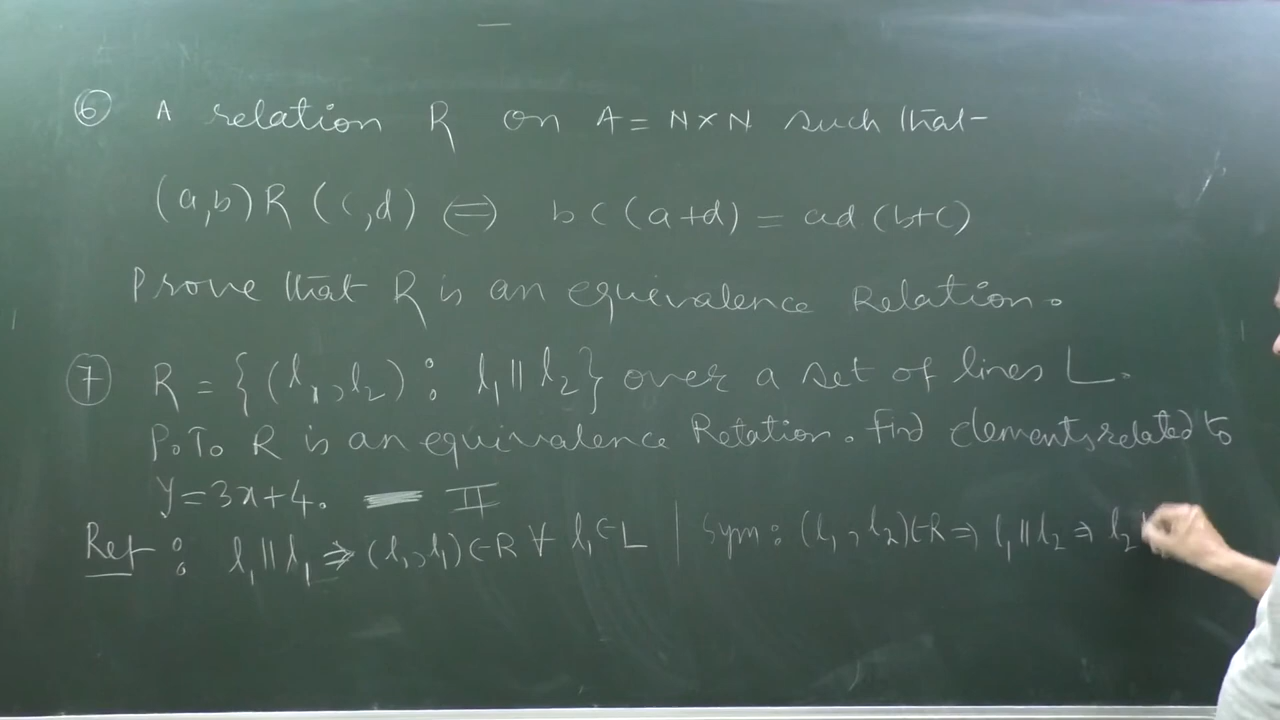 ⑥ A relation R on A = N×N such that
(a,b) R (c,d) ⇔ bc(a+d) = ad(b+c)
Prove that R is an equivalence Relation.
⑦ R = {(l₁,l₂) : l₁ || l₂} over a set of lines L.
P.T. R is an equivalence Relation. Find elements related to
y = 3x+4. = II
Ref : l₁ || l₁ ⇒ (l₁,l₁) ∈ R ∀ l₁ ∈ L | Sym : (l₁,l₂) ∈ R ⇒ l₁ || l₂ ⇒ l₂